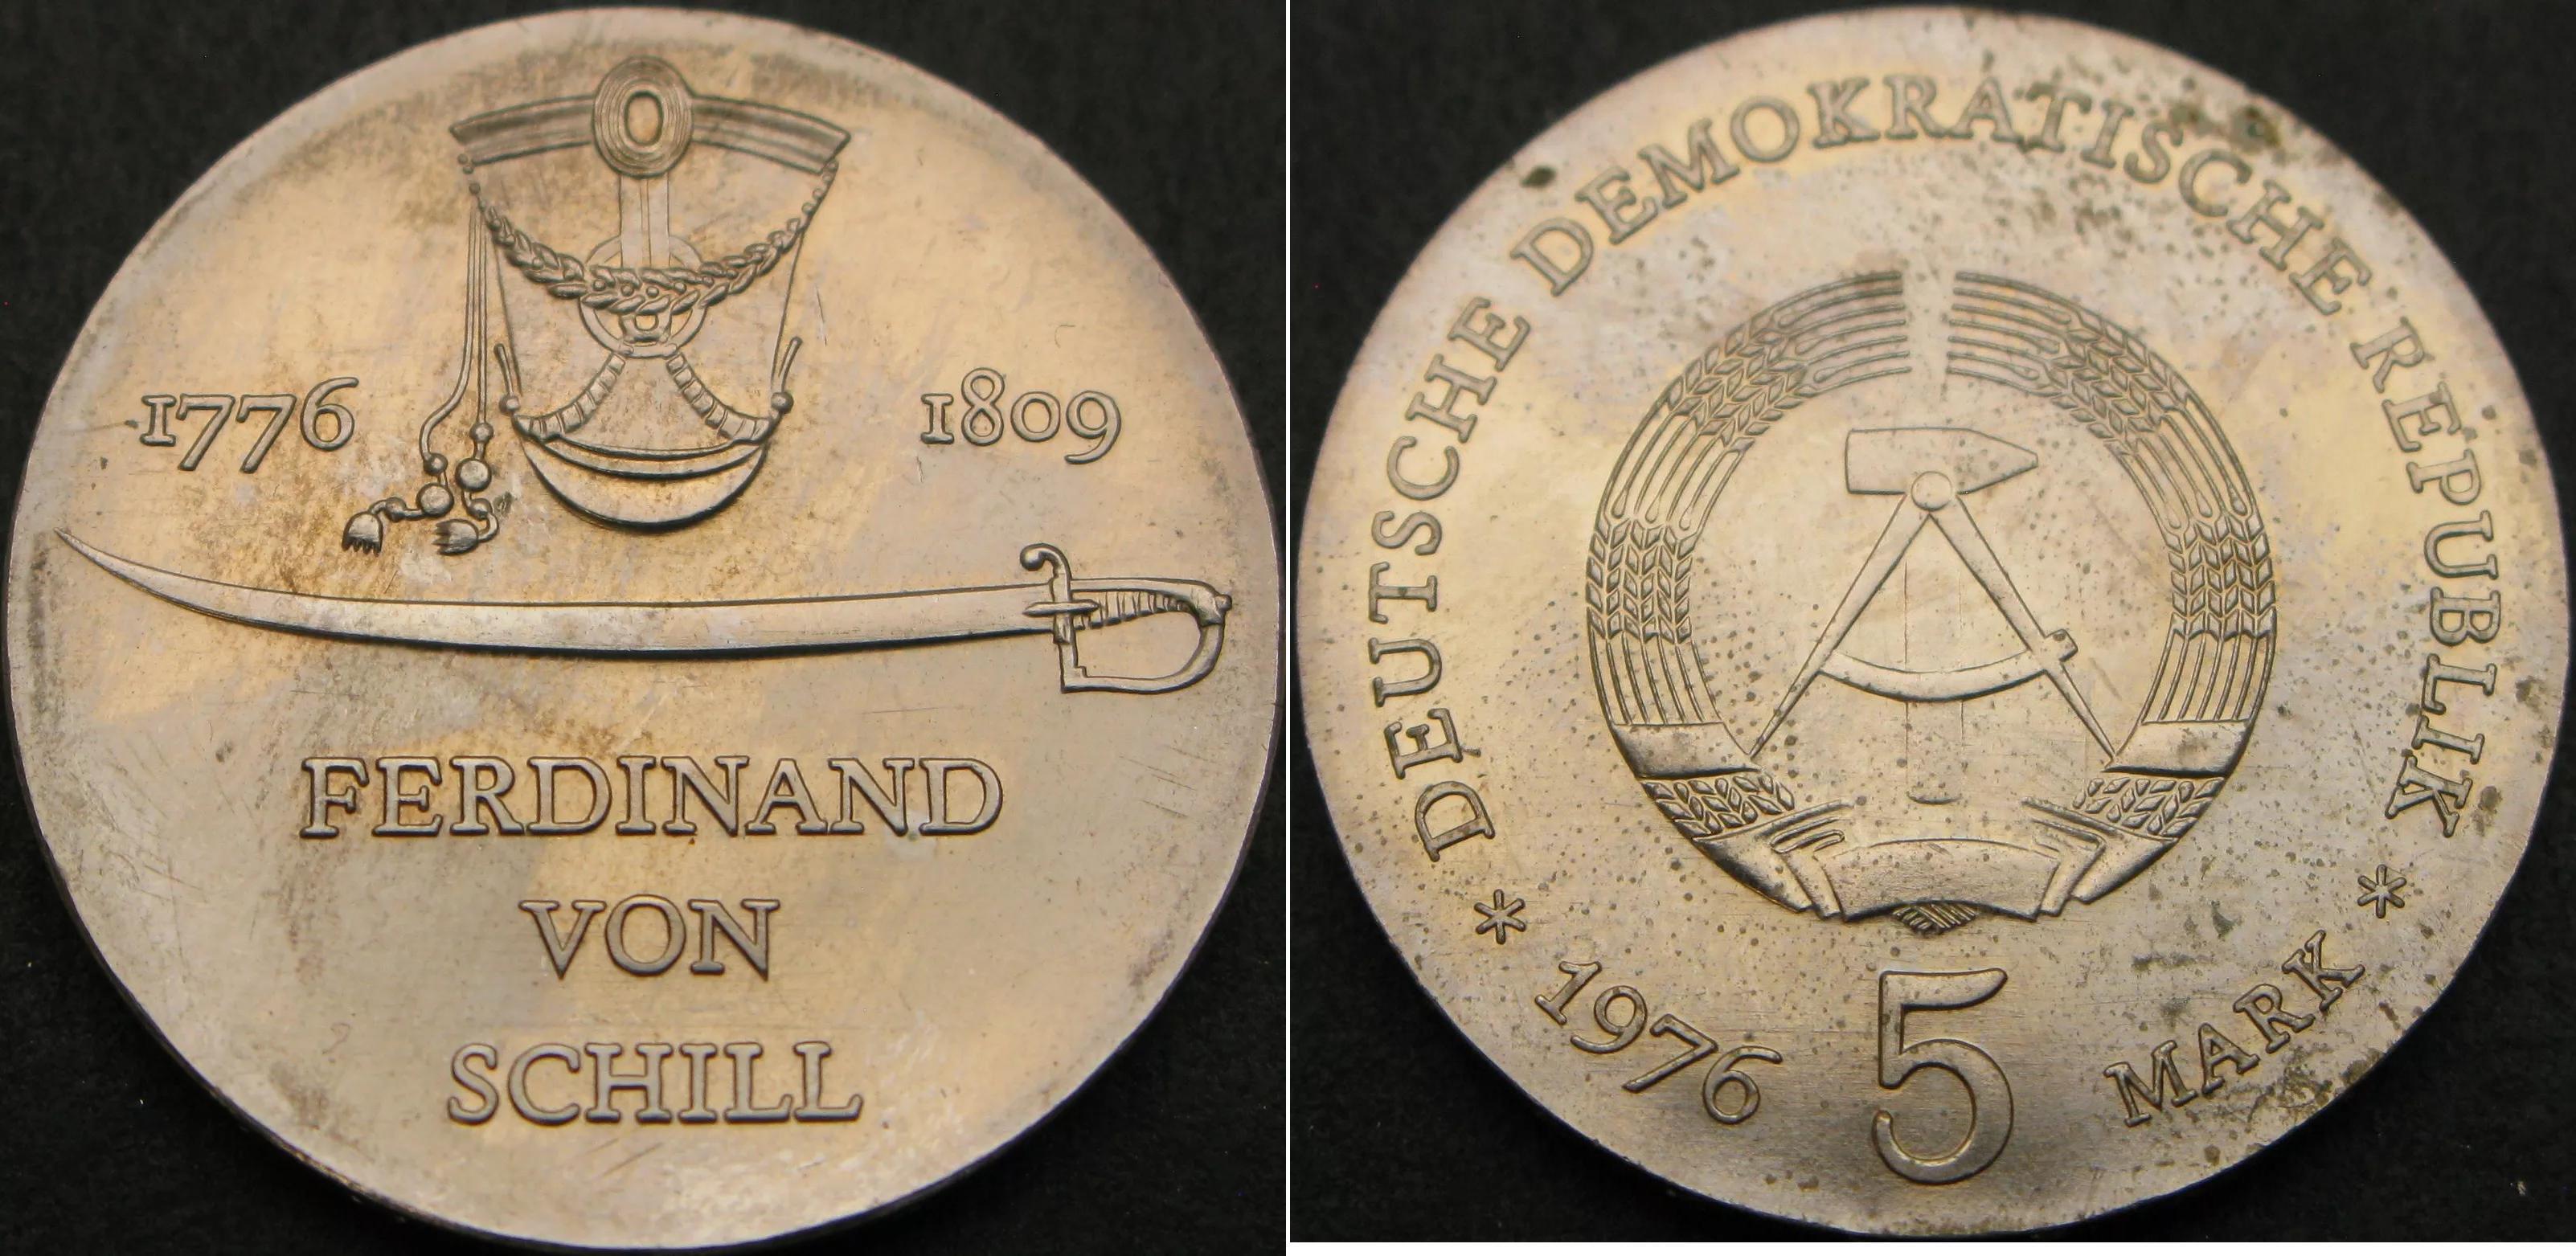 1776 1809
FERDINAND
VON
SCHILL
DEUTSCHE DEMOKRATISCHE REPUBLIK
* 1976 5 MARK *